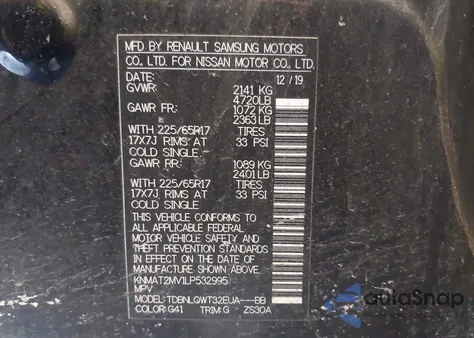 MFD BY RENAULT SAMSUNG MOTORS
CO. LTD. FOR NISSAN MOTOR CO., LTD.
DATE: 12 / 19
GVWR: 2141 KG
4720LB
GAWR FR: 1072 KG
2363 LB
WITH 225/65R17 TIRES
17X7J RIMS AT 33 PSI
COLD SINGLE
GAWR RR: 1089 KG
2401 LB
WITH 225/65R17 TIRES
17X7J RIMS AT 33 PSI
COLD SINGLE
THIS VEHICLE CONFORMS TO
ALL APPLICABLE FEDERAL
MOTOR VEHICLE SAFETY AND
THEFT PREVENTION STANDARDS
IN EFFECT ON THE DATE OF
MANUFACTURE SHOWN ABOVE.
KNMAT2MV1LP532995
MPV
MODEL: TDBNLQWT32EUA---BB
COLOR: G41 TRIM: G ZS30A
autoSnap